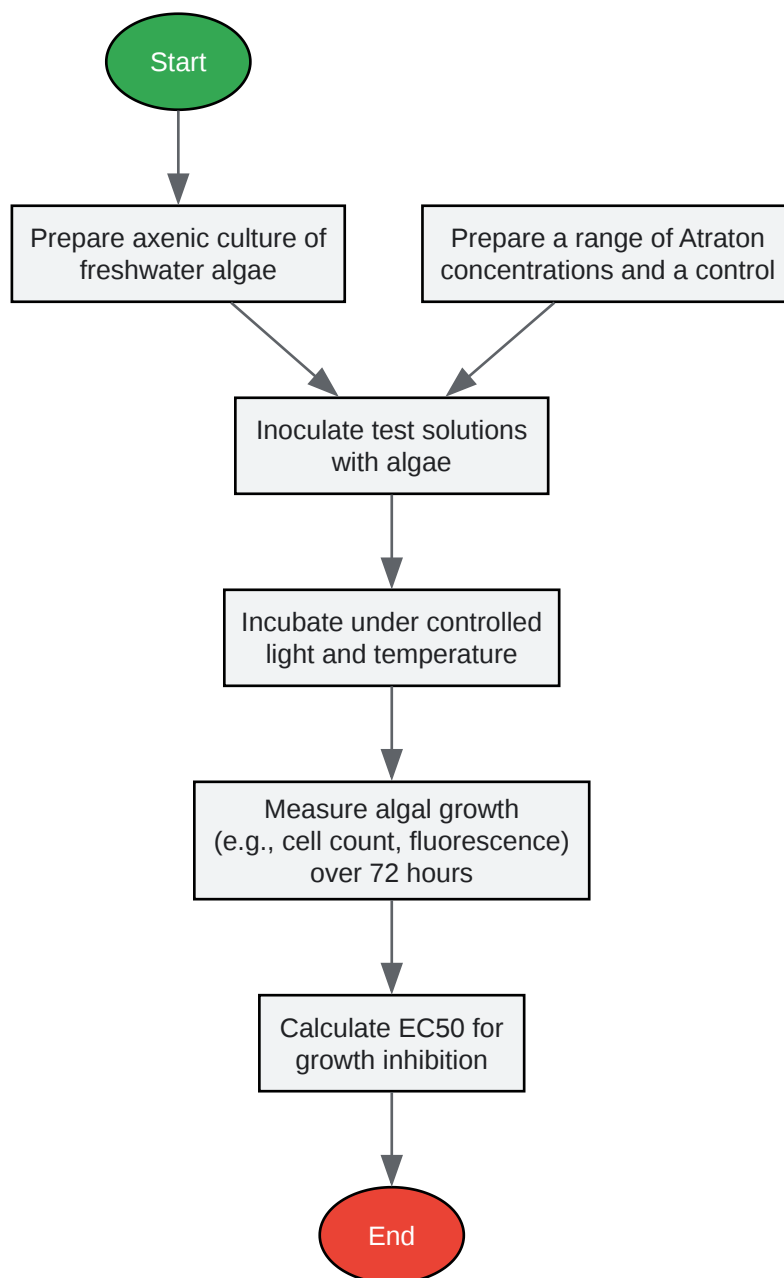 Start
Prepare axenic culture of
freshwater algae
Prepare a range of Atraton
concentrations and a control
Inoculate test solutions
with algae
Incubate under controlled
light and temperature
Measure algal growth
(e.g., cell count, fluorescence)
over 72 hours
Calculate EC50 for
growth inhibition
End